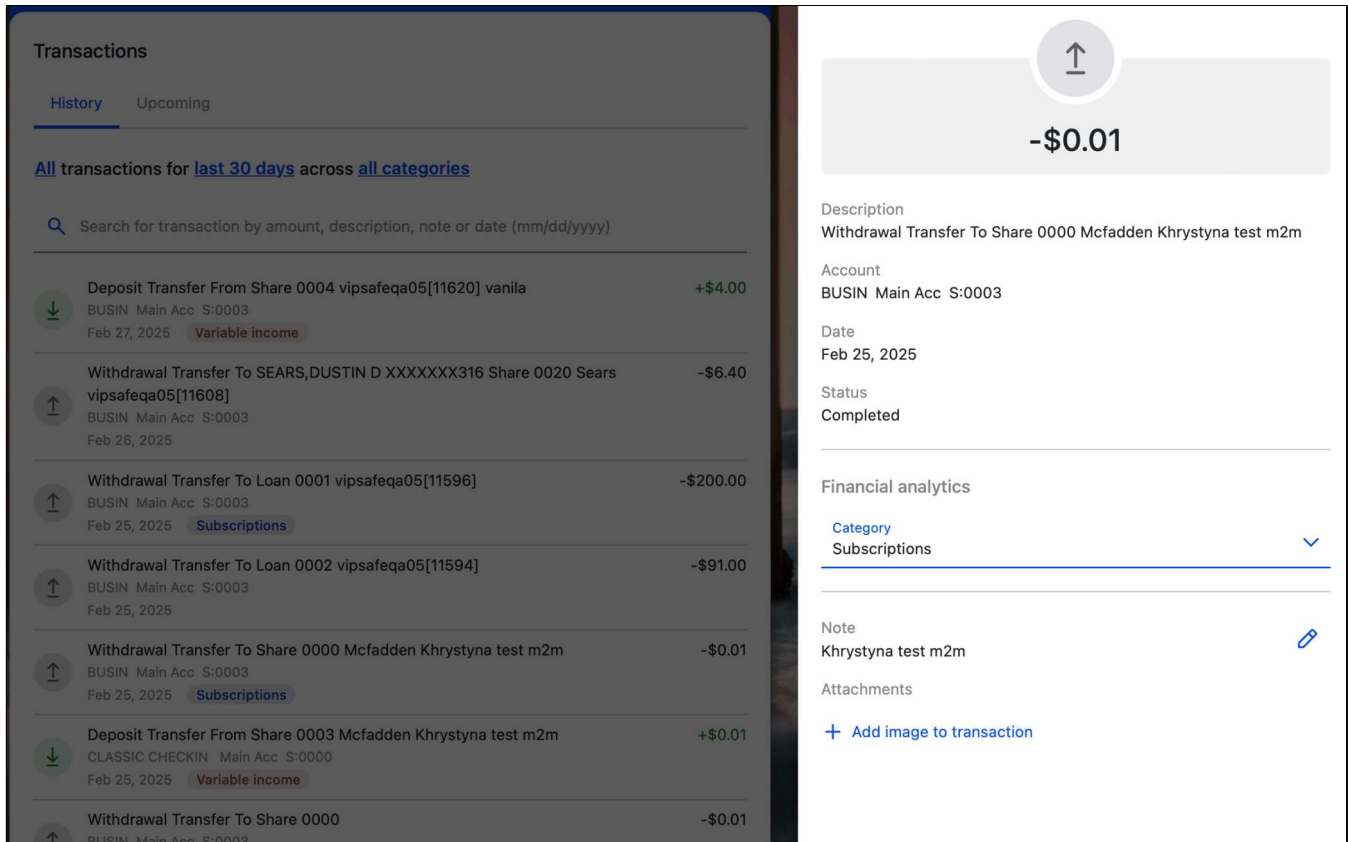 Transactions
History
Upcoming
All transactions for last 30 days across all categories
Search for transaction by amount, description, note or date (mm/dd/yyyy)
Deposit Transfer From Share 0004 vipsafeqa05[11620] vanila
+$4.00
BUSIN Main Acc S:0003
Feb 27, 2025 Variable income
Withdrawal Transfer To SEARS,DUSTIN D XXXXXXX316 Share 0020 Sears
vipsafeqa05[11608]
-$6.40
BUSIN Main Acc S:0003
Feb 26, 2025
Withdrawal Transfer To Loan 0001 vipsafeqa05[11596]
-$200.00
BUSIN Main Acc S:0003
Feb 25, 2025 Subscriptions
Withdrawal Transfer To Loan 0002 vipsafeqa05[11594]
-$91.00
BUSIN Main Acc S:0003
Feb 25, 2025
Withdrawal Transfer To Share 0000 Mcfadden Khrystyna test m2m
-$0.01
BUSIN Main Acc S:0003
Feb 25, 2025 Subscriptions
Deposit Transfer From Share 0003 Mcfadden Khrystyna test m2m
+$0.01
CLASSIC CHECKIN Main Acc S:0000
Feb 25, 2025 Variable income
Withdrawal Transfer To Share 0000
-$0.01
BUSIN Main Acc S:0003
-$0.01
Description
Withdrawal Transfer To Share 0000 Mcfadden Khrystyna test m2m
Account
BUSIN Main Acc S:0003
Date
Feb 25, 2025
Status
Completed
Financial analytics
Category
Subscriptions
Note
Khrystyna test m2m
Attachments
Add image to transaction